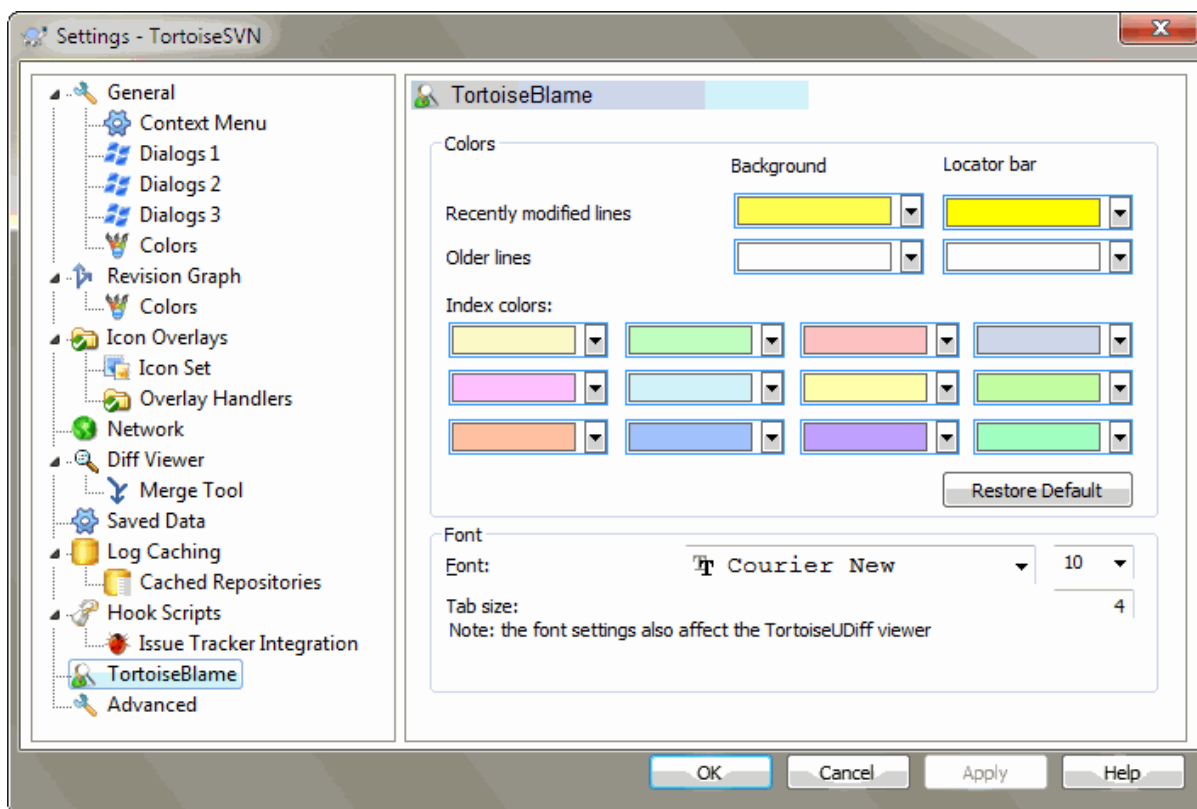 Settings - TortoiseSVN
General
Context Menu
Dialogs 1
Dialogs 2
Dialogs 3
Colors
Revision Graph
Colors
Icon Overlays
Icon Set
Overlay Handlers
Network
Diff Viewer
Merge Tool
Saved Data
Log Caching
Cached Repositories
Hook Scripts
Issue Tracker Integration
TortoiseBlame
Advanced
TortoiseBlame
Colors
Background Locator bar
Recently modified lines
Older lines
Index colors:
Restore Default
Font
Font: Courier New 10
Tab size: 4
Note: the font settings also affect the TortoiseUDiff viewer
OK Cancel Apply Help